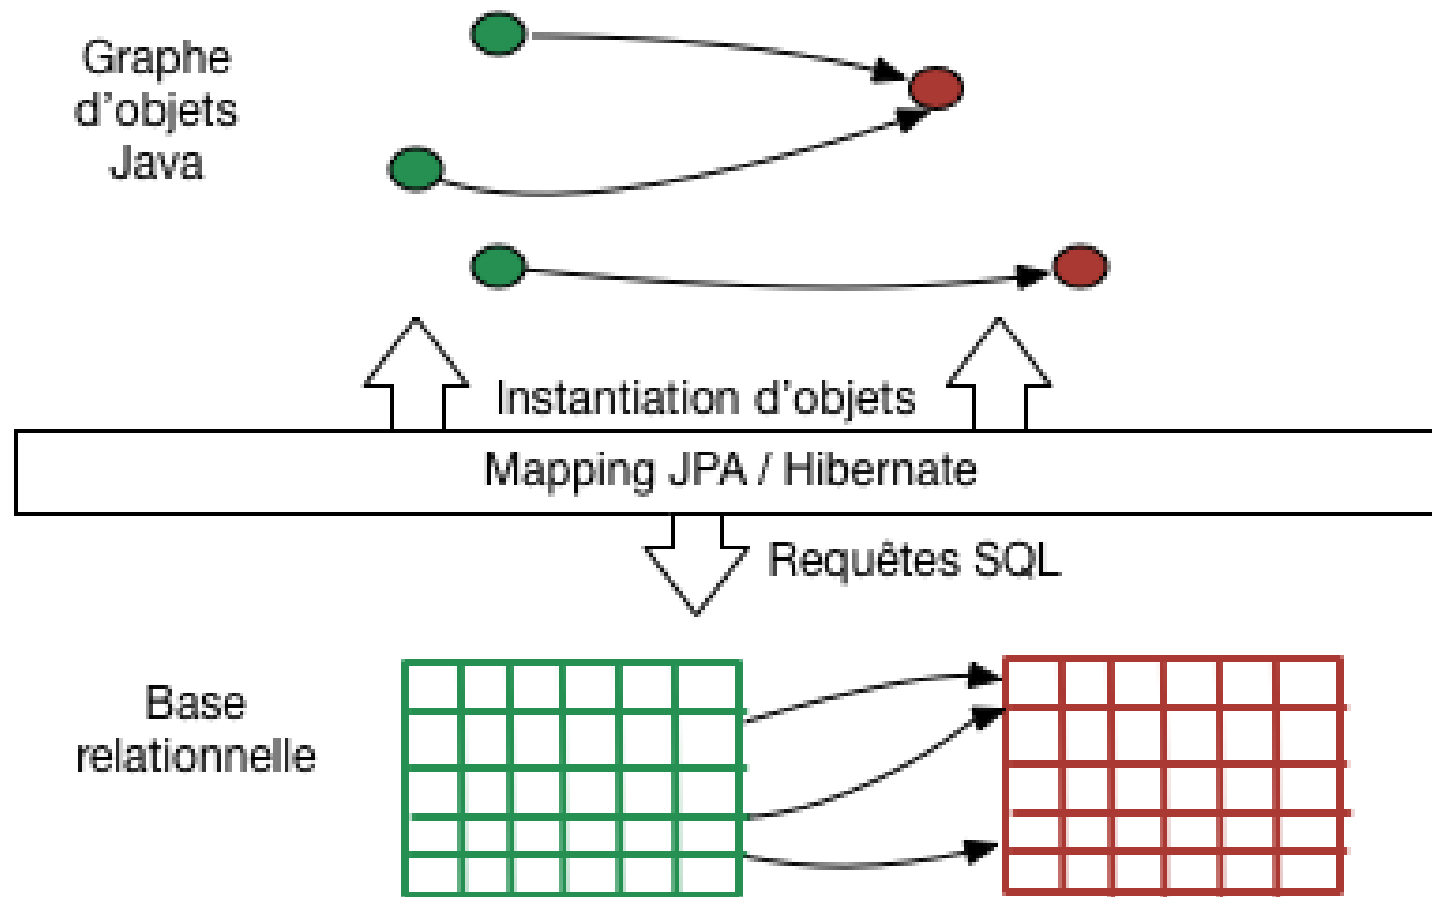 Graphe
d'objets
Java
Instantiation d'objets
Mapping JPA / Hibernate
Requêtes SQL
Base
relationnelle